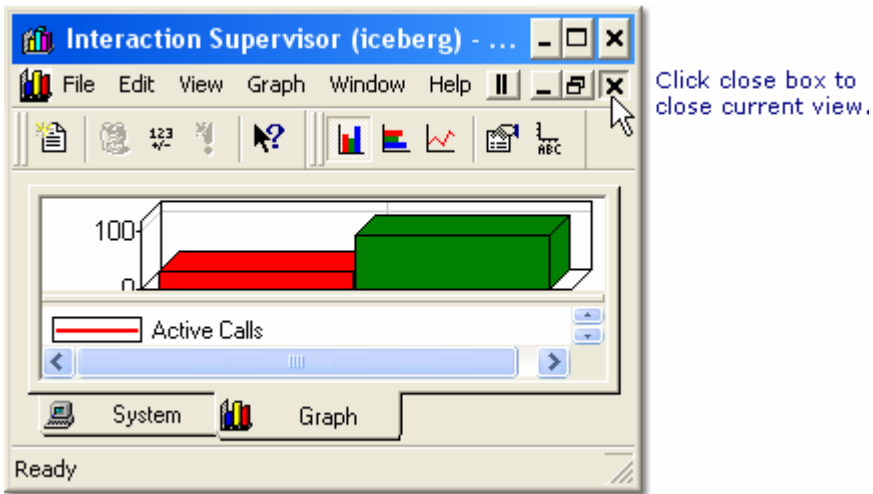 Interaction Supervisor (iceberg) - ...
File Edit View Graph Window Help
Click close box to
close current view.
123
+/-
?
ABC
100
0
Active Calls
System
Graph
Ready